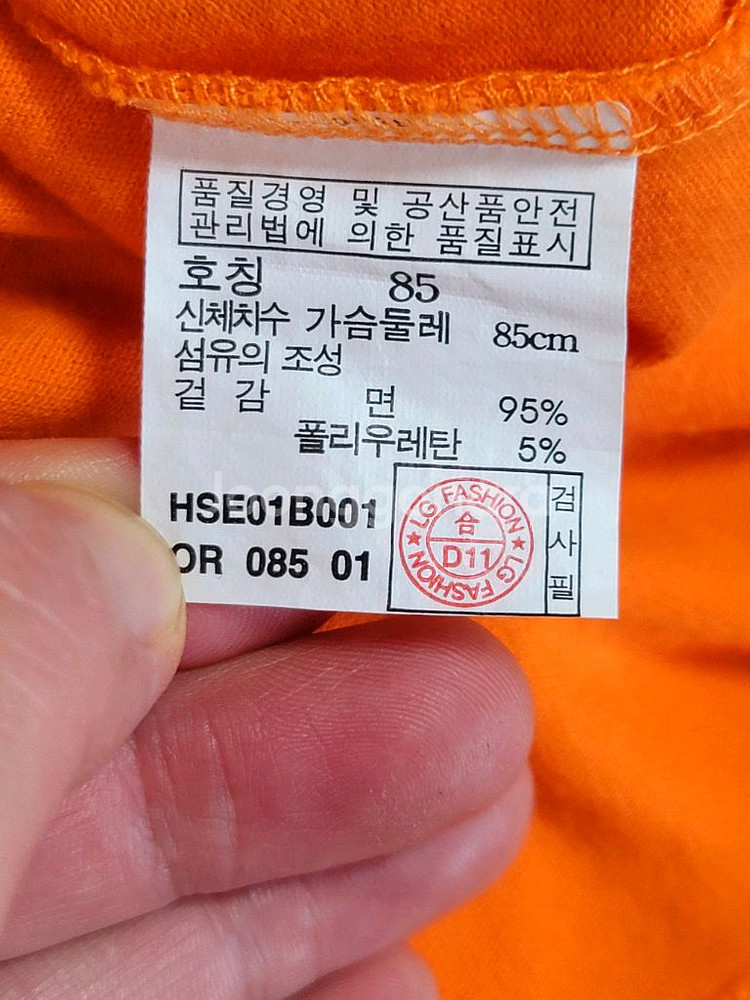 품질경영 및 공산품안전
관리법에 의한 품질표시
호칭 85
신체치수 가슴둘레 85cm
섬유의 조성
겉 감 면 95%
폴리우레탄 5%
HSE01B001
OR 085 01
LG FASHION
合
D11
LG FASHION
검
사
필